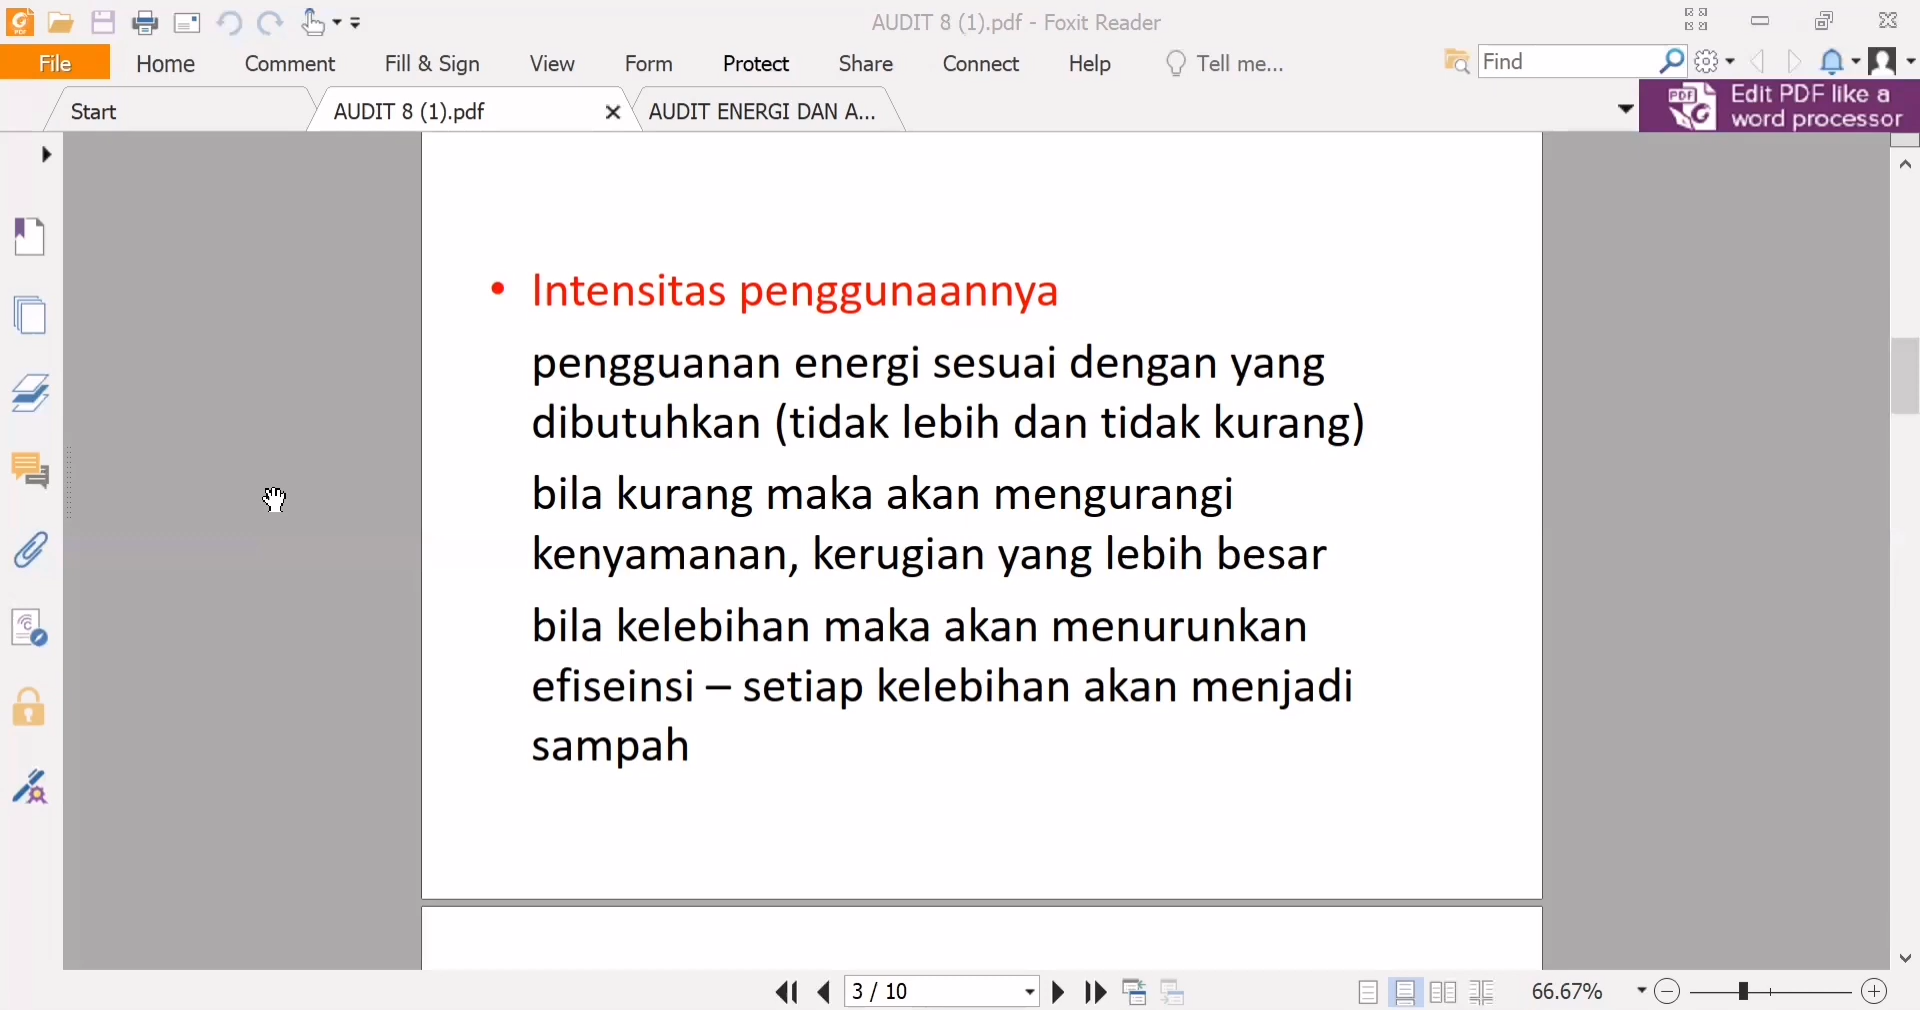 AUDIT 8 (1).pdf - Foxit Reader
File Home Comment Fill & Sign View Form Protect Share Connect Help Tell me... Find
Start AUDIT 8 (1).pdf AUDIT ENERGI DAN A... PDF Edit PDF like a
word processor
• Intensitas penggunaannya
pengguanan energi sesuai dengan yang
dibutuhkan (tidak lebih dan tidak kurang)
bila kurang maka akan mengurangi
kenyamanan, kerugian yang lebih besar
bila kelebihan maka akan menurunkan
efiseinsi – setiap kelebihan akan menjadi
sampah
3 / 10 66.67%